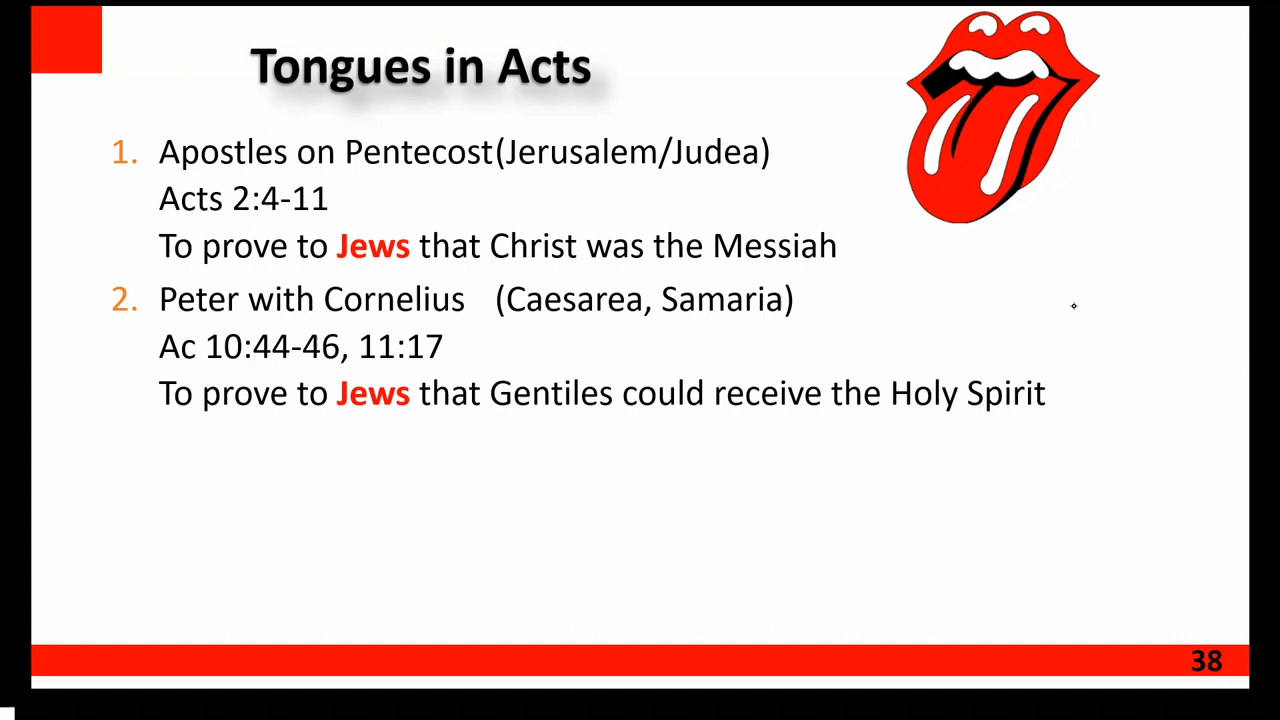 Tongues in Acts
1. Apostles on Pentecost(Jerusalem/Judea)
Acts 2:4-11
To prove to Jews that Christ was the Messiah
2. Peter with Cornelius (Caesarea, Samaria)
Ac 10:44-46, 11:17
To prove to Jews that Gentiles could receive the Holy Spirit
38